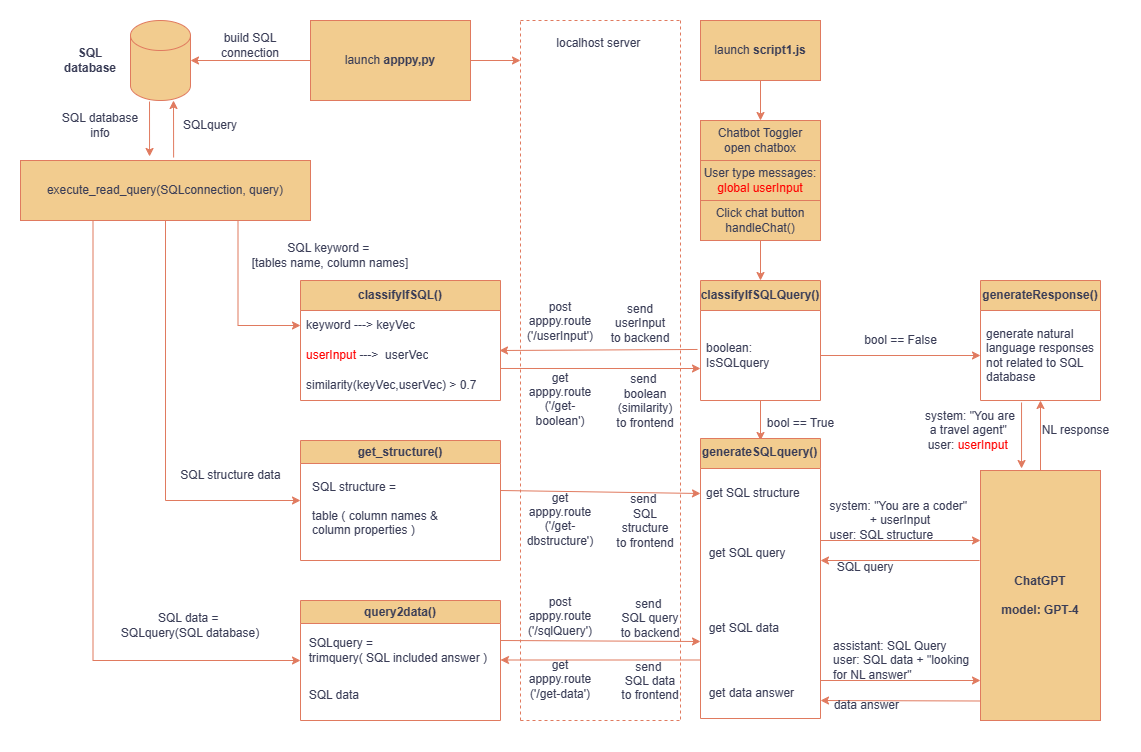 SQL
database
build SQL
connection
launch apppy,py
localhost server
launch script1.js
SQL database
info
SQLquery
Chatbot Toggler
open chatbox
User type messages:
global userInput
Click chat button
handleChat()
execute_read_query(SQLconnection, query)
SQL keyword =
[tables name, column names]
classifyIfSQL()
keyword ---> keyVec
userInput ---> userVec
similarity(keyVec,userVec) > 0.7
post
apppy.route
('/userInput')
send
userInput
to backend
get
apppy.route
('/get-
boolean')
send
boolean
(similarity)
to frontend
classifyIfSQLQuery()
boolean:
IsSQLquery
bool == False
generateResponse()
generate natural
language responses
not related to SQL
database
bool == True
system: "You are
a travel agent"
user: userInput
NL response
SQL structure data
get_structure()
SQL structure =
table ( column names &
column properties )
get
apppy.route
('/get-
dbstructure')
send
SQL
structure
to frontend
generateSQLquery()
get SQL structure
get SQL query
get SQL data
get data answer
system: "You are a coder"
+ userInput
user: SQL structure
SQL query
ChatGPT
model: GPT-4
SQL data =
SQLquery(SQL database)
query2data()
SQLquery =
trimquery( SQL included answer )
SQL data
post
apppy.route
('/sqlQuery')
send
SQL query
to backend
get
apppy.route
('/get-data')
send
SQL data
to frontend
assistant: SQL Query
user: SQL data + "looking
for NL answer"
data answer